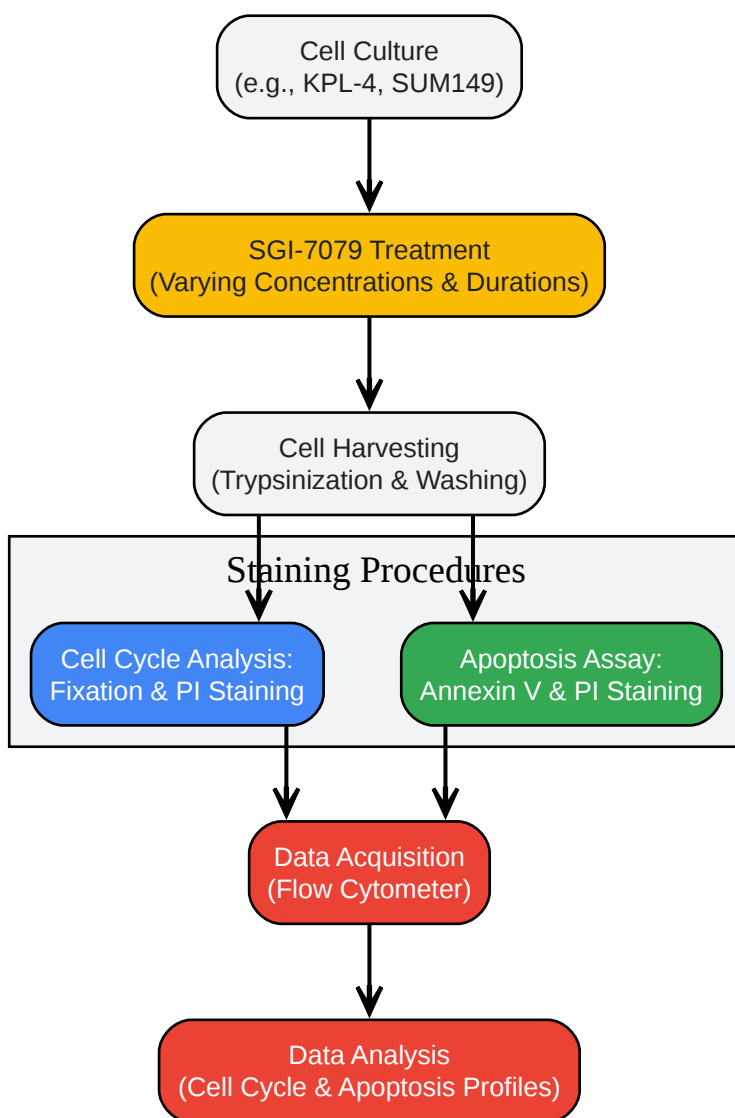 Cell Culture
(e.g., KPL-4, SUM149)
SGI-7079 Treatment
(Varying Concentrations & Durations)
Cell Harvesting
(Trypsinization & Washing)
Staining Procedures
Cell Cycle Analysis:
Fixation & PI Staining
Apoptosis Assay:
Annexin V & PI Staining
Data Acquisition
(Flow Cytometer)
Data Analysis
(Cell Cycle & Apoptosis Profiles)